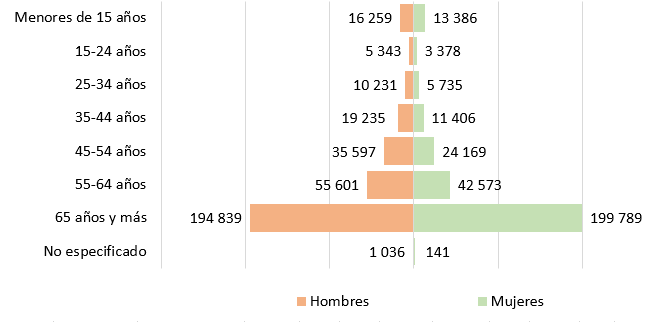 Menores de 15 años 16 259 13 386
15-24 años 5 343 3 378
25-34 años 10 231 5 735
35-44 años 19 235 11 406
45-54 años 35 597 24 169
55-64 años 55 601 42 573
65 años y más 194 839 199 789
No especificado 1 036 141
Hombres Mujeres